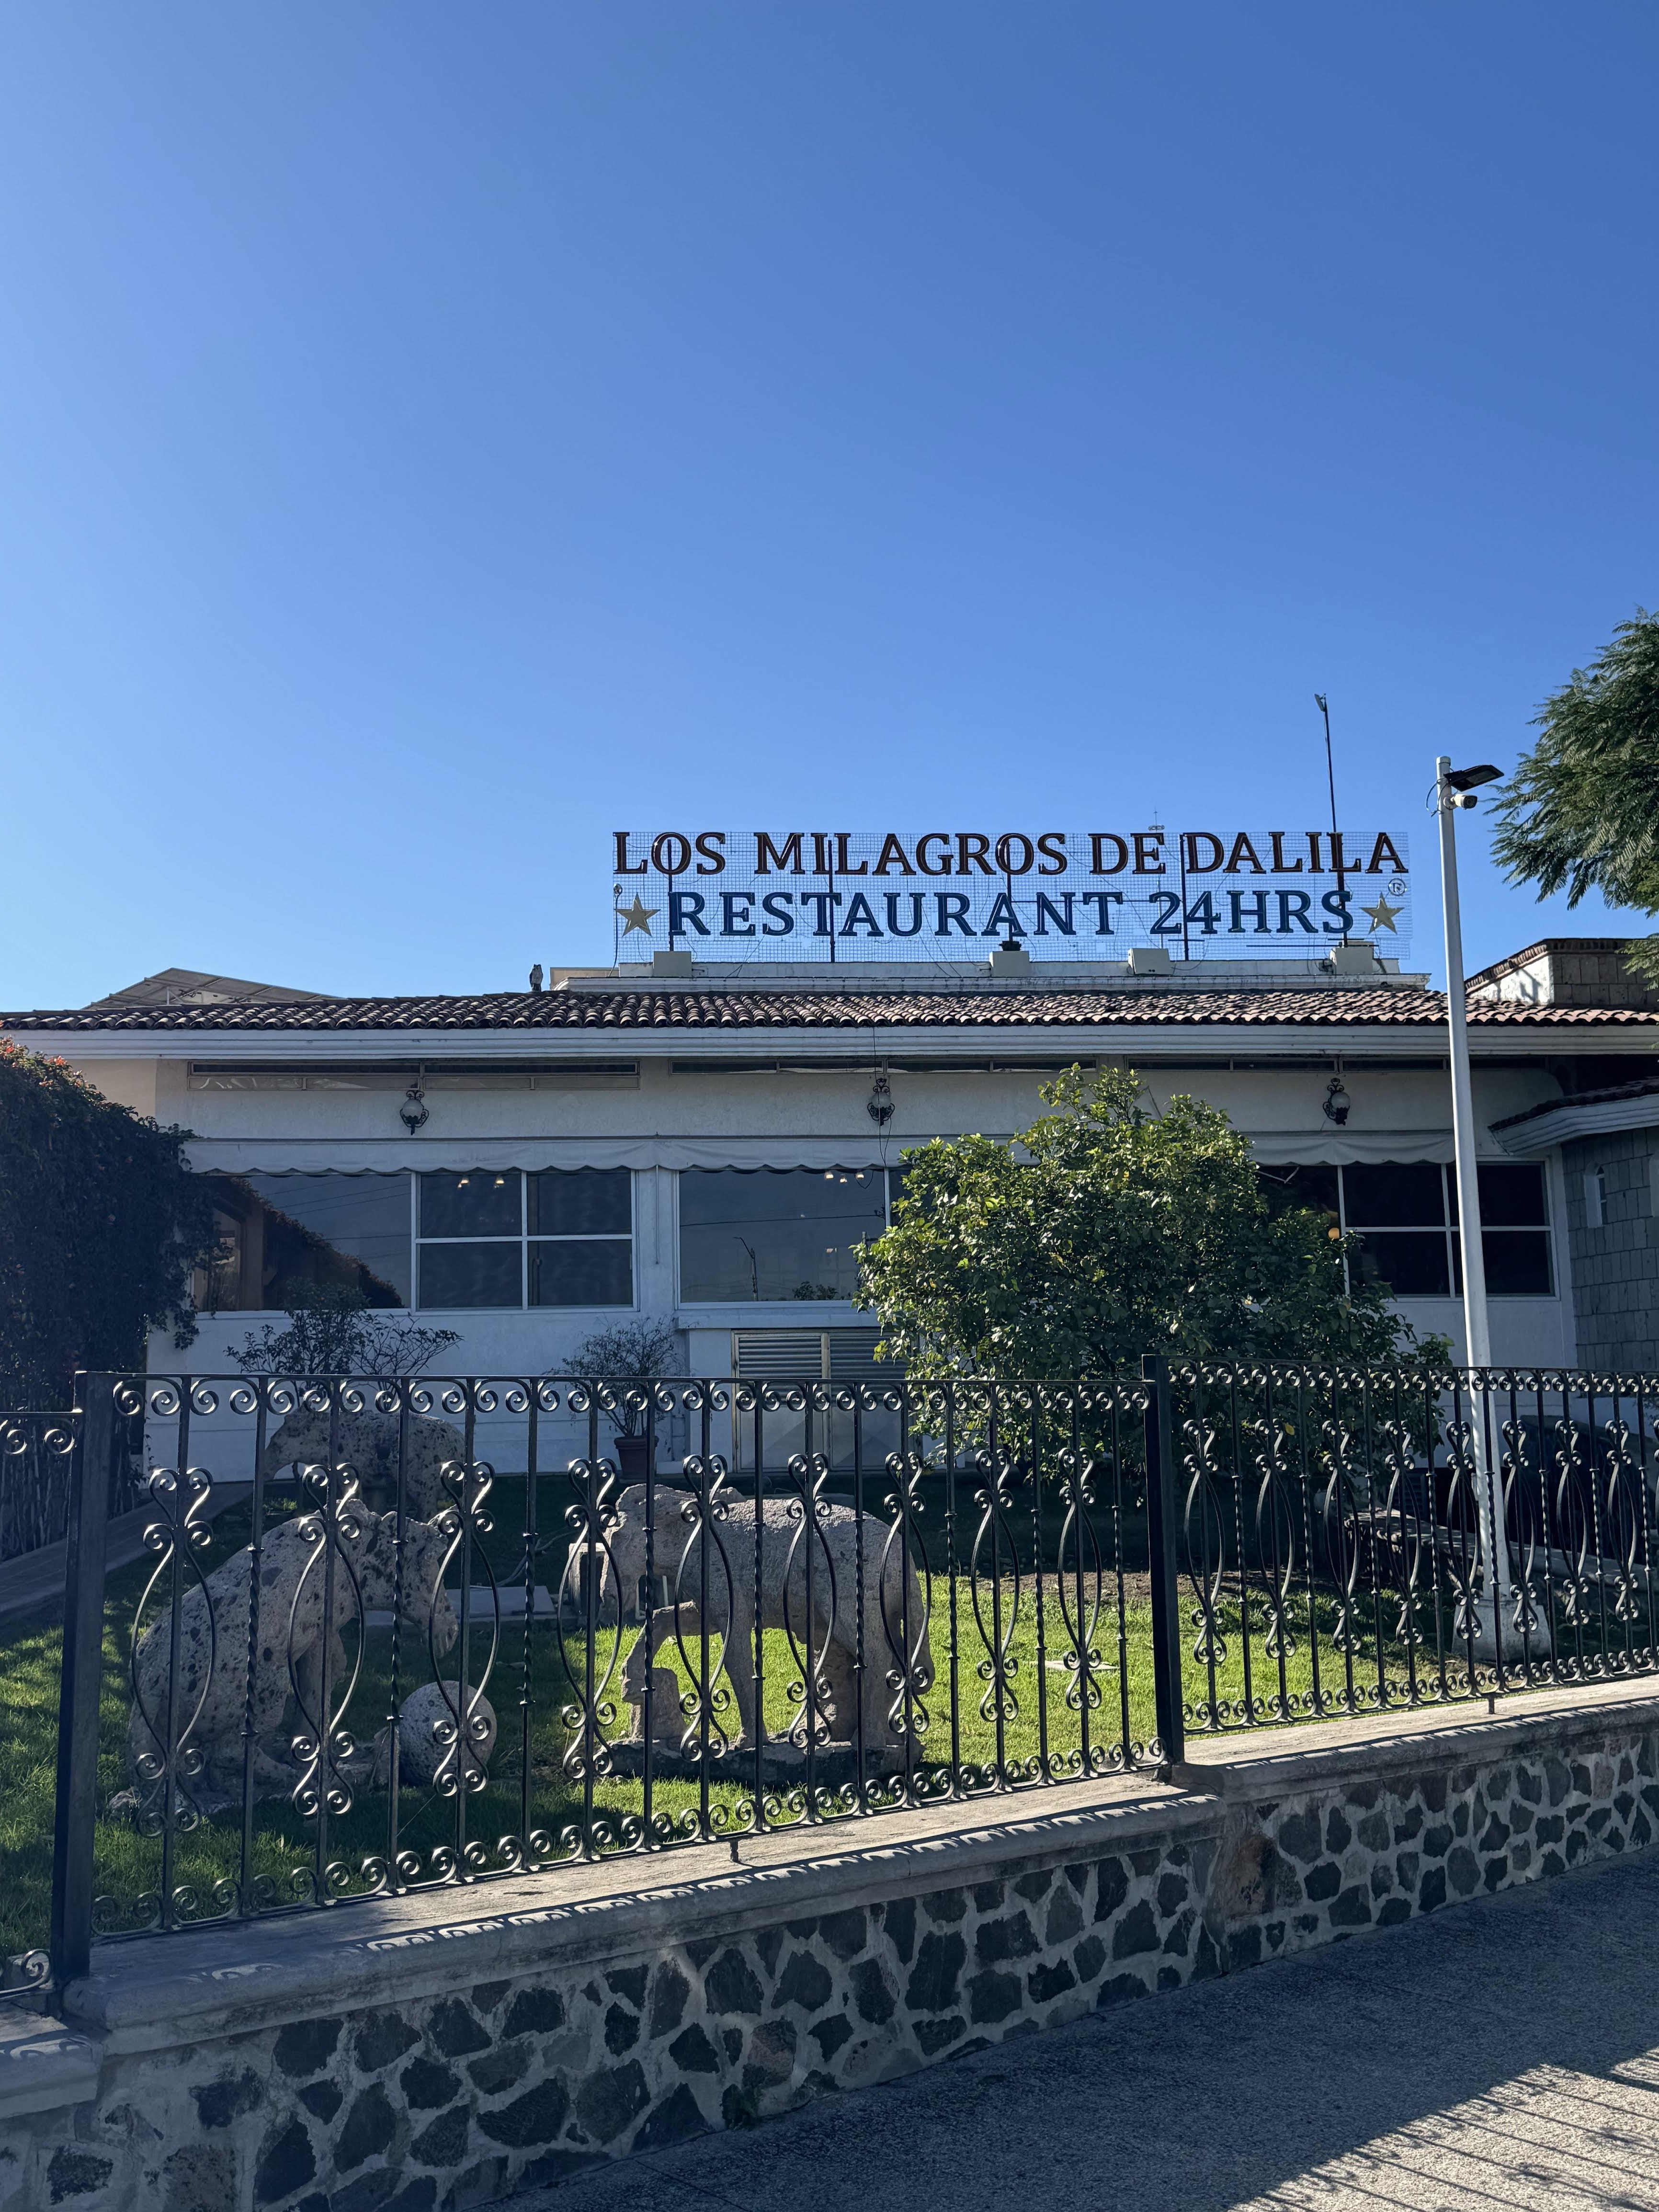 LOS MILAGROS DE DALILA
RESTAURANT 24HRS